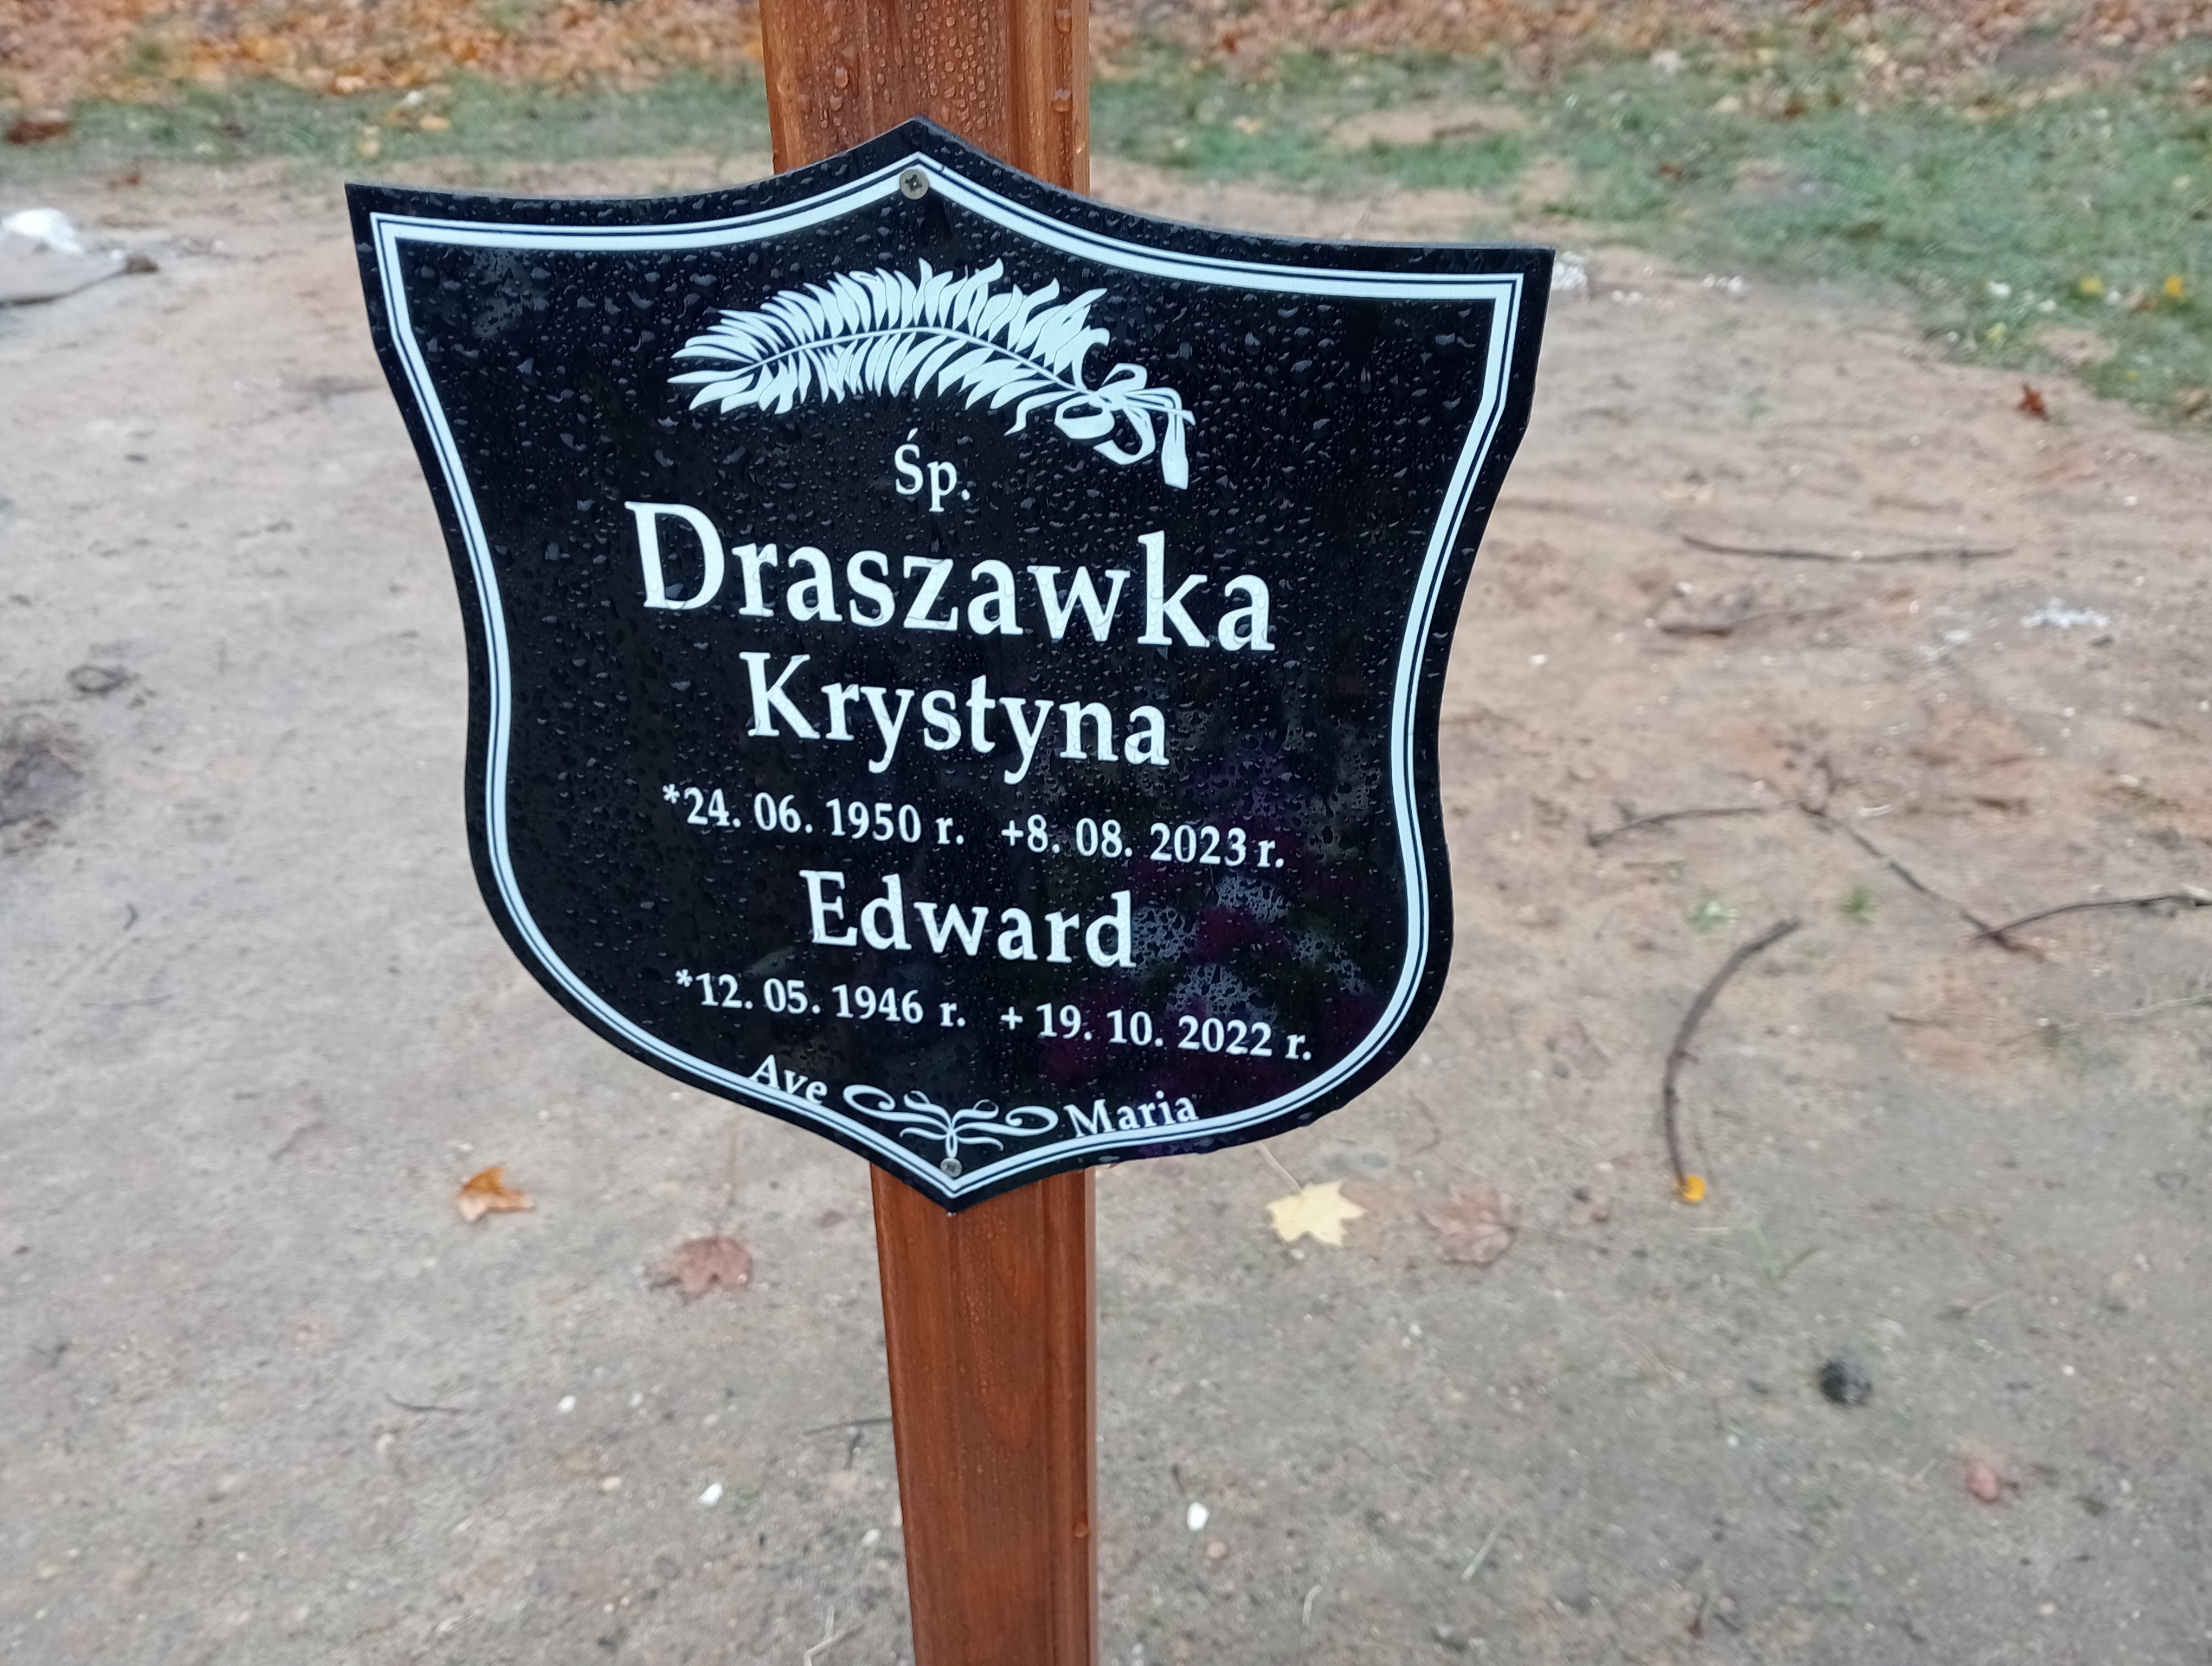 Śp.
Draszawka
Krystyna
*24. 06. 1950 r. +8. 08. 2023 r.
Edward
*12. 05. 1946 r. + 19. 10. 2022 r.
Ave Maria